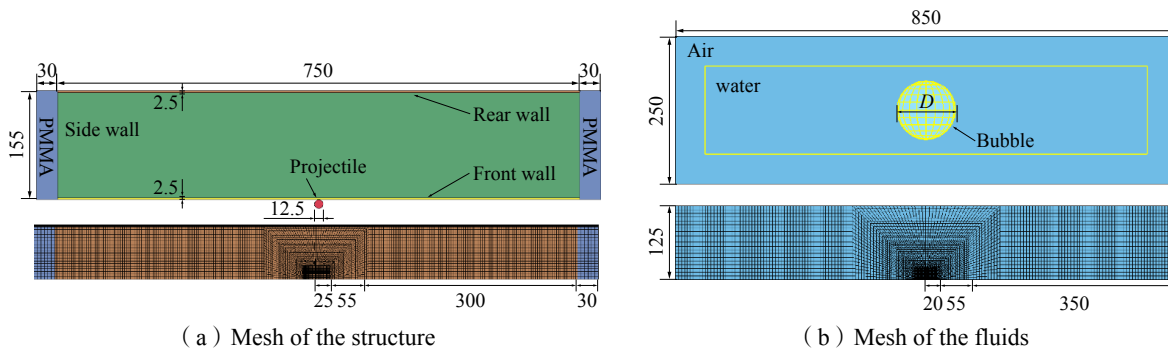 30
750
30
2.5
Rear wall
Side wall
PMMA
PMMA
155
Projectile
2.5
Front wall
12.5
25
55
300
30
(a) Mesh of the structure
850
Air
water
D
250
Bubble
125
20
55
350
(b) Mesh of the fluids